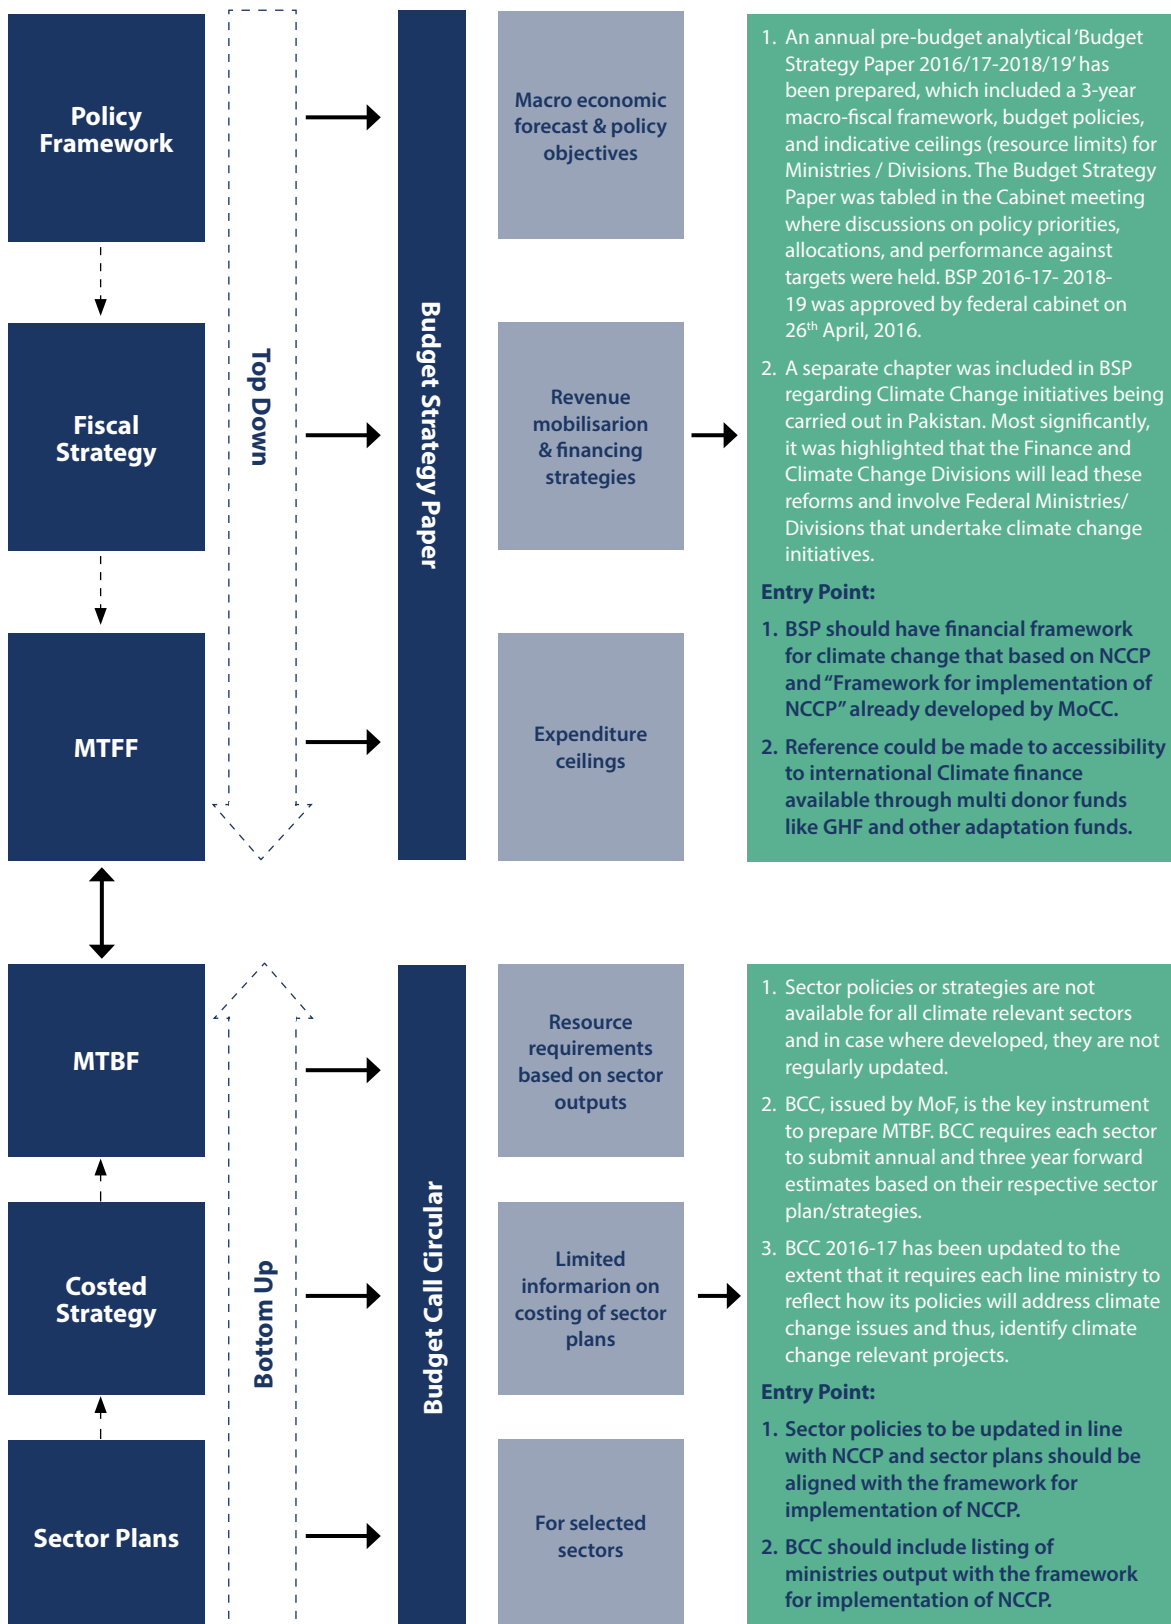 Policy
Framework
Fiscal
Strategy
MTFF
Top Down
Budget Strategy Paper
Macro economic
forecast & policy
objectives
Revenue
mobilisarion
& financing
strategies
Expenditure
ceilings
1. An annual pre-budget analytical ‘Budget
Strategy Paper 2016/17-2018/19’ has
been prepared, which included a 3-year
macro-fiscal framework, budget policies,
and indicative ceilings (resource limits) for
Ministries / Divisions. The Budget Strategy
Paper was tabled in the Cabinet meeting
where discussions on policy priorities,
allocations, and performance against
targets were held. BSP 2016-17- 2018-
19 was approved by federal cabinet on
26th April, 2016.
2. A separate chapter was included in BSP
regarding Climate Change initiatives being
carried out in Pakistan. Most significantly,
it was highlighted that the Finance and
Climate Change Divisions will lead these
reforms and involve Federal Ministries/
Divisions that undertake climate change
initiatives.
Entry Point:
1. BSP should have financial framework
for climate change that based on NCCP
and “Framework for implementation of
NCCP” already developed by MoCC.
2. Reference could be made to accessibility
to international Climate finance
available through multi donor funds
like GHF and other adaptation funds.
MTBF
Costed
Strategy
Sector Plans
Bottom Up
Budget Call Circular
Resource
requirements
based on sector
outputs
Limited
informarion on
costing of sector
plans
For selected
sectors
1. Sector policies or strategies are not
available for all climate relevant sectors
and in case where developed, they are not
regularly updated.
2. BCC, issued by MoF, is the key instrument
to prepare MTBF. BCC requires each sector
to submit annual and three year forward
estimates based on their respective sector
plan/strategies.
3. BCC 2016-17 has been updated to the
extent that it requires each line ministry to
reflect how its policies will address climate
change issues and thus, identify climate
change relevant projects.
Entry Point:
1. Sector policies to be updated in line
with NCCP and sector plans should be
aligned with the framework for
implementation of NCCP.
2. BCC should include listing of
ministries output with the framework
for implementation of NCCP.